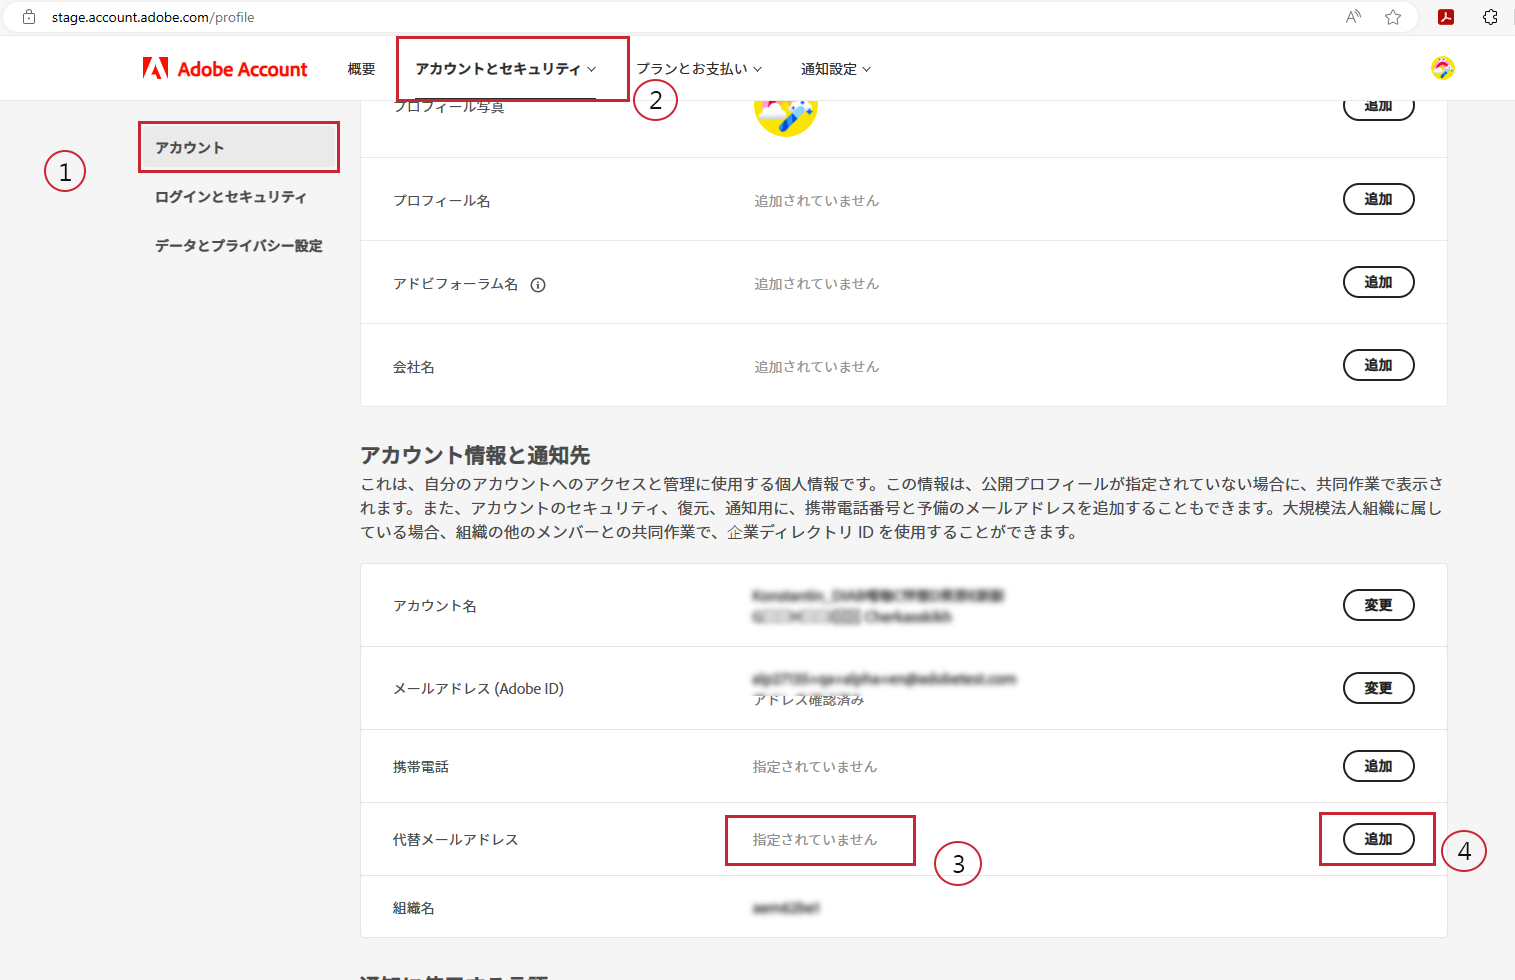 stage.account.adobe.com/profile
Adobe Account
概要
アカウントとセキュリティ
プランとお支払い
通知設定
2
プロフィール写真
追加
1
アカウント
ログインとセキュリティ
データとプライバシー設定
プロフィール名
追加されていません
追加
アドビフォーラム名
追加されていません
追加
会社名
追加されていません
追加
アカウント情報と通知先
これは、自分のアカウントへのアクセスと管理に使用する個人情報です。この情報は、公開プロフィールが指定されていない場合に、共同作業で表示さ
れます。また、アカウントのセキュリティ、復元、通知用に、携帯電話番号と予備のメールアドレスを追加することもできます。大規模法人組織に属し
ている場合、組織の他のメンバーとの共同作業で、企業ディレクトリ ID を使用することができます。
アカウント名
変更
メールアドレス (Adobe ID)
アドレス確認済み
変更
携帯電話
指定されていません
追加
代替メールアドレス
指定されていません
3
追加
4
組織名